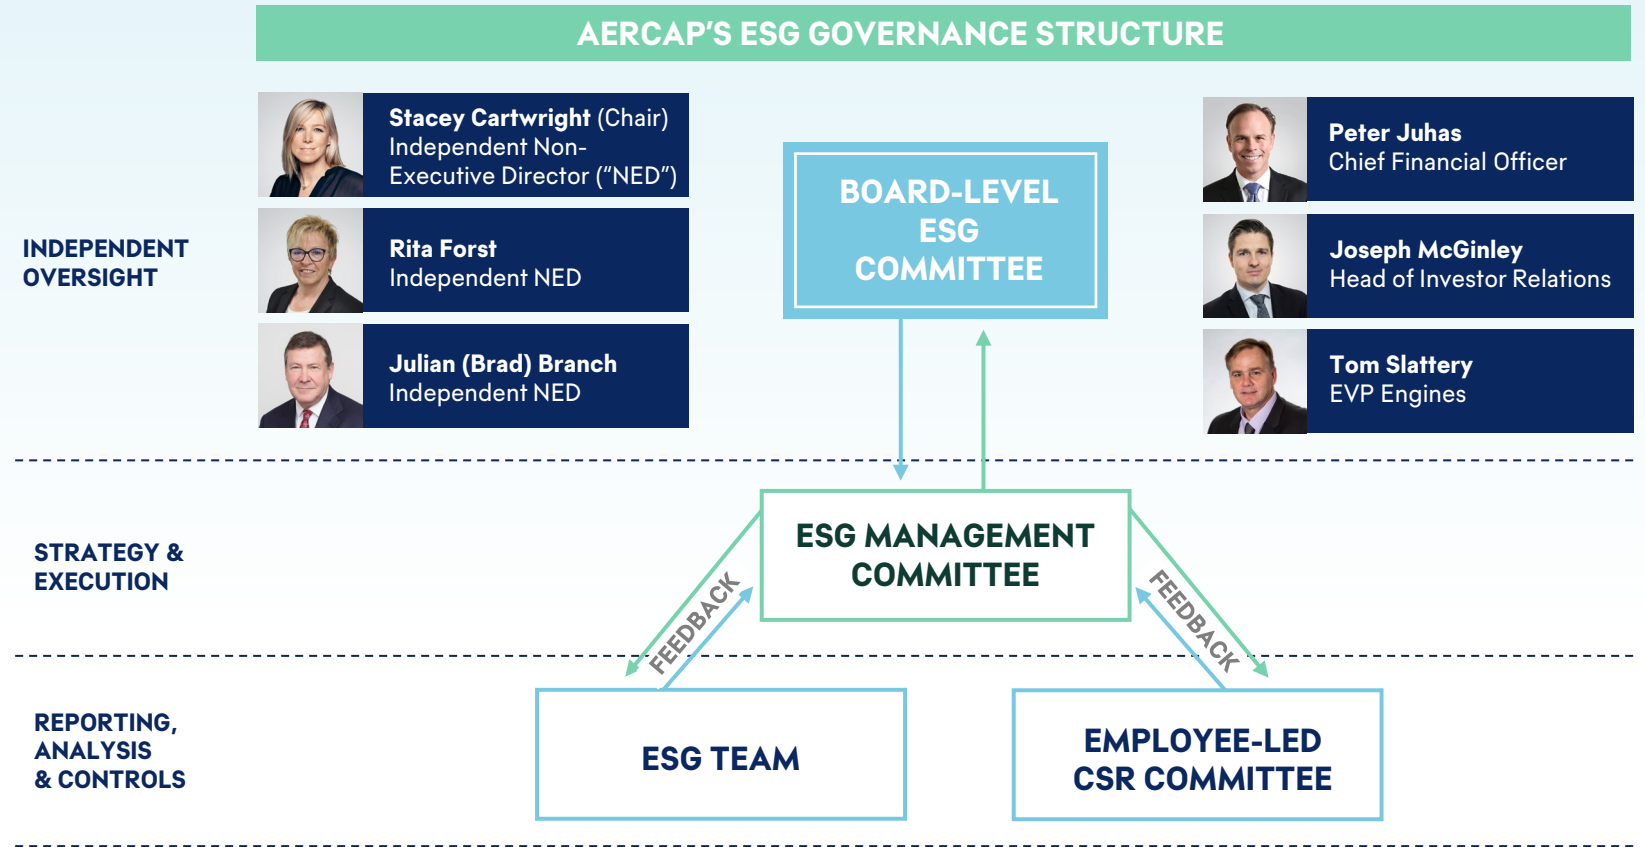 AERCAP'S ESG GOVERNANCE STRUCTURE
INDEPENDENT
OVERSIGHT
Stacey Cartwright (Chair)
Independent Non-
Executive Director (“NED”)
Rita Forst
Independent NED
Julian (Brad) Branch
Independent NED
BOARD-LEVEL
ESG
COMMITTEE
Peter Juhas
Chief Financial Officer
Joseph McGinley
Head of Investor Relations
Tom Slattery
EVP Engines
STRATEGY &
EXECUTION
ESG MANAGEMENT
COMMITTEE
FEEDBACK
FEEDBACK
REPORTING,
ANALYSIS
& CONTROLS
ESG TEAM
EMPLOYEE-LED
CSR COMMITTEE